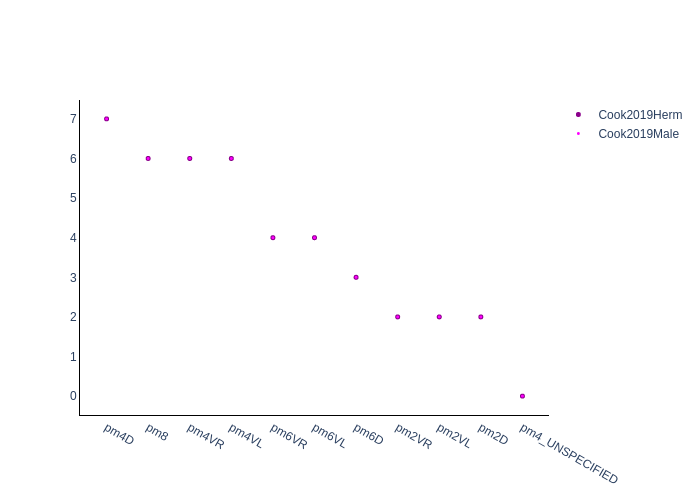 7
6
5
4
3
2
1
0
pm4D
pm8
pm4VR
pm4VL
pm6VR
pm6VL
pm6D
pm2VR
pm2VL
pm2D
pm4_UNSPECIFIED
Cook2019Herm
Cook2019Male